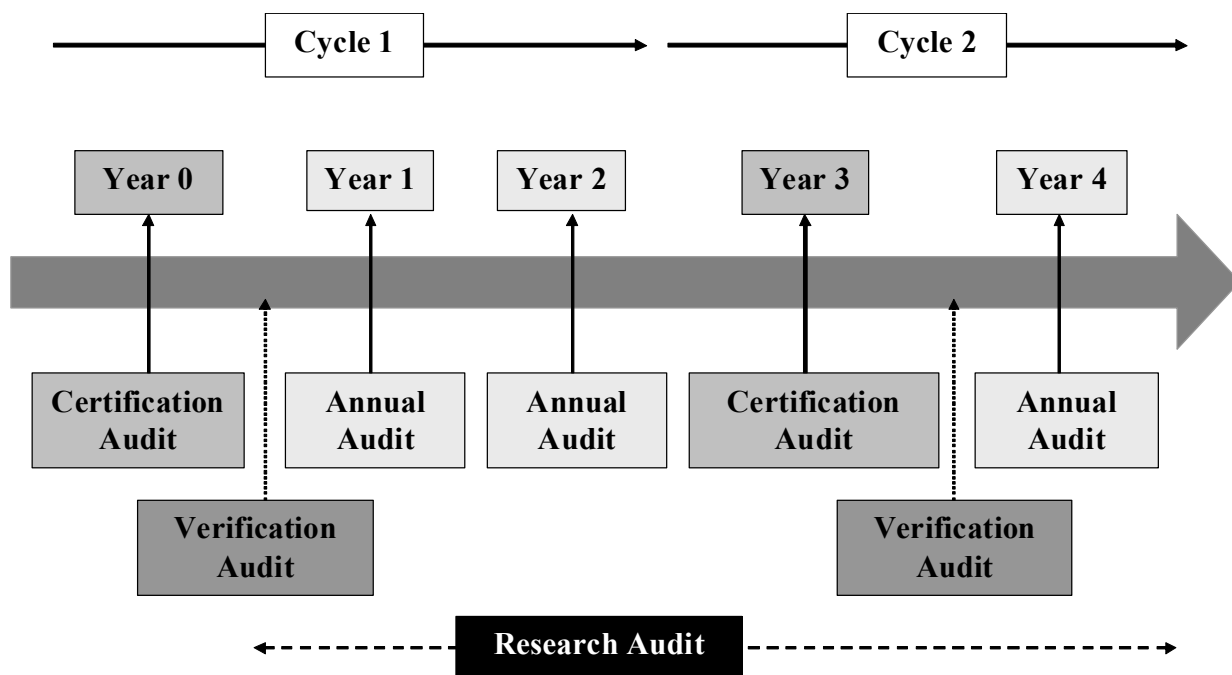 Cycle 1
Cycle 2
Year 0
Year 1
Year 2
Year 3
Year 4
Certification
Audit
Annual
Audit
Annual
Audit
Certification
Audit
Annual
Audit
Verification
Audit
Verification
Audit
Research Audit